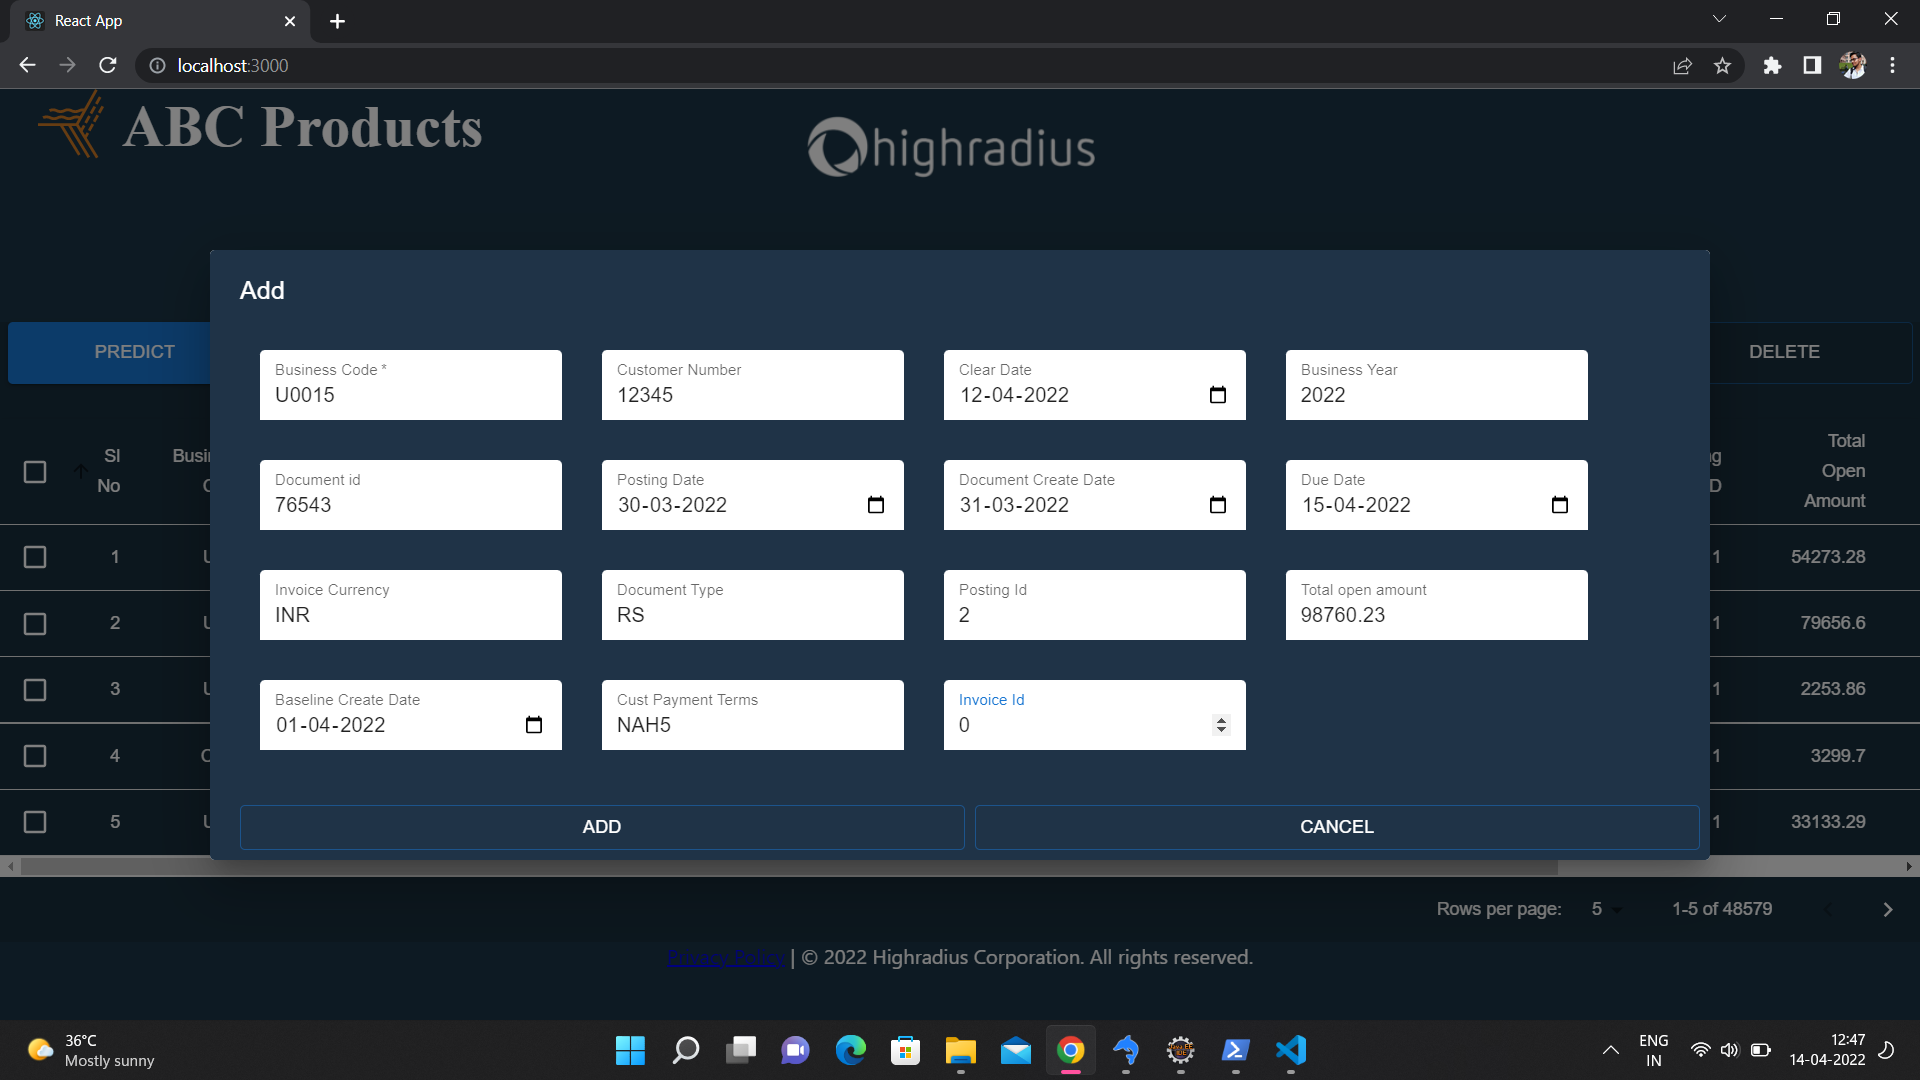 React App
localhost:3000
ABC Products
highradius
Add
PREDICT
DELETE
Business Code *
U0015
Customer Number
12345
Clear Date
12-04-2022
Business Year
2022
Document id
76543
Posting Date
30-03-2022
Document Create Date
31-03-2022
Due Date
15-04-2022
Invoice Currency
INR
Document Type
RS
Posting Id
2
Total open amount
98760.23
Baseline Create Date
01-04-2022
Cust Payment Terms
NAH5
Invoice Id
0
ADD
CANCEL
Sl
No
Total
Open
Amount
1
1
54273.28
2
1
79656.6
3
1
2253.86
4
1
3299.7
5
1
33133.29
Rows per page: 5
1-5 of 48579
Privacy Policy | © 2022 Highradius Corporation. All rights reserved.
36°C
Mostly sunny
ENG
IN
12:47
14-04-2022